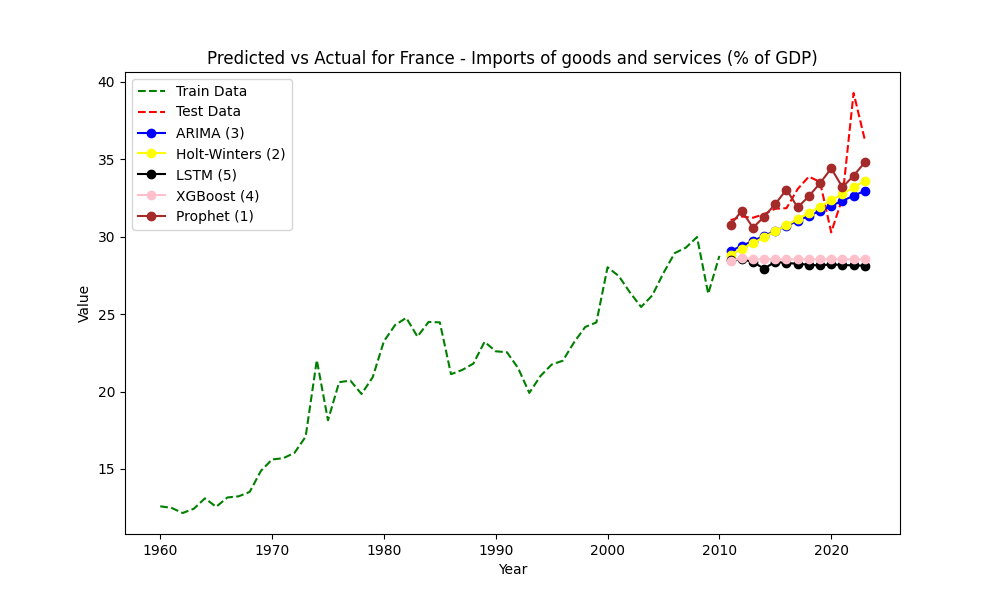 Predicted vs Actual for France - Imports of goods and services (% of GDP)
Train Data
Test Data
ARIMA (3)
Holt-Winters (2)
LSTM (5)
XGBoost (4)
Prophet (1)
Value
40
35
30
25
20
15
1960 1970 1980 1990 2000 2010 2020
Year